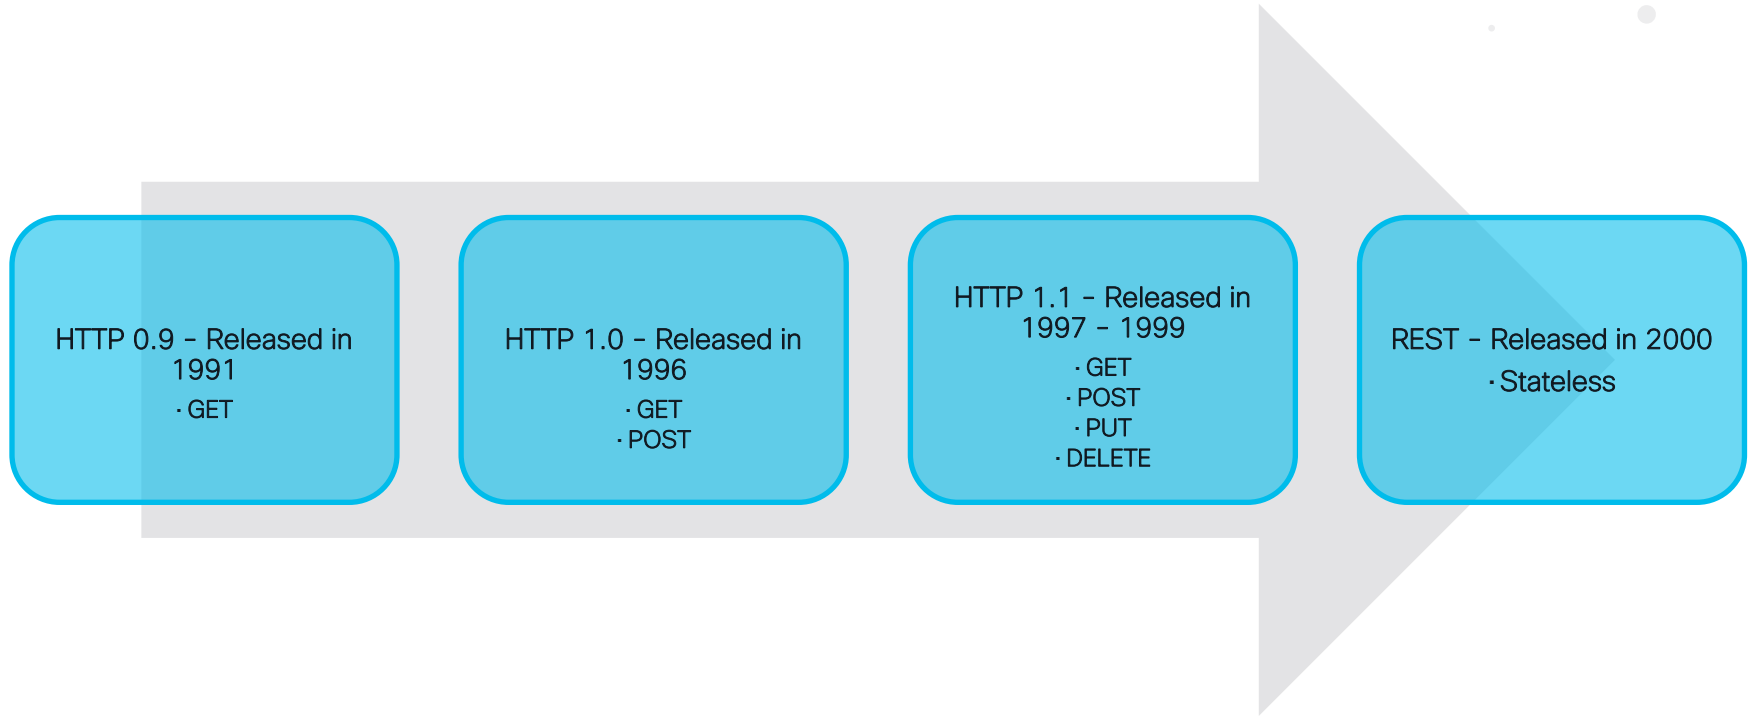 HTTP 0.9 - Released in
1991
· GET
HTTP 1.0 - Released in
1996
· GET
· POST
HTTP 1.1 - Released in
1997 - 1999
· GET
· POST
· PUT
· DELETE
REST - Released in 2000
· Stateless